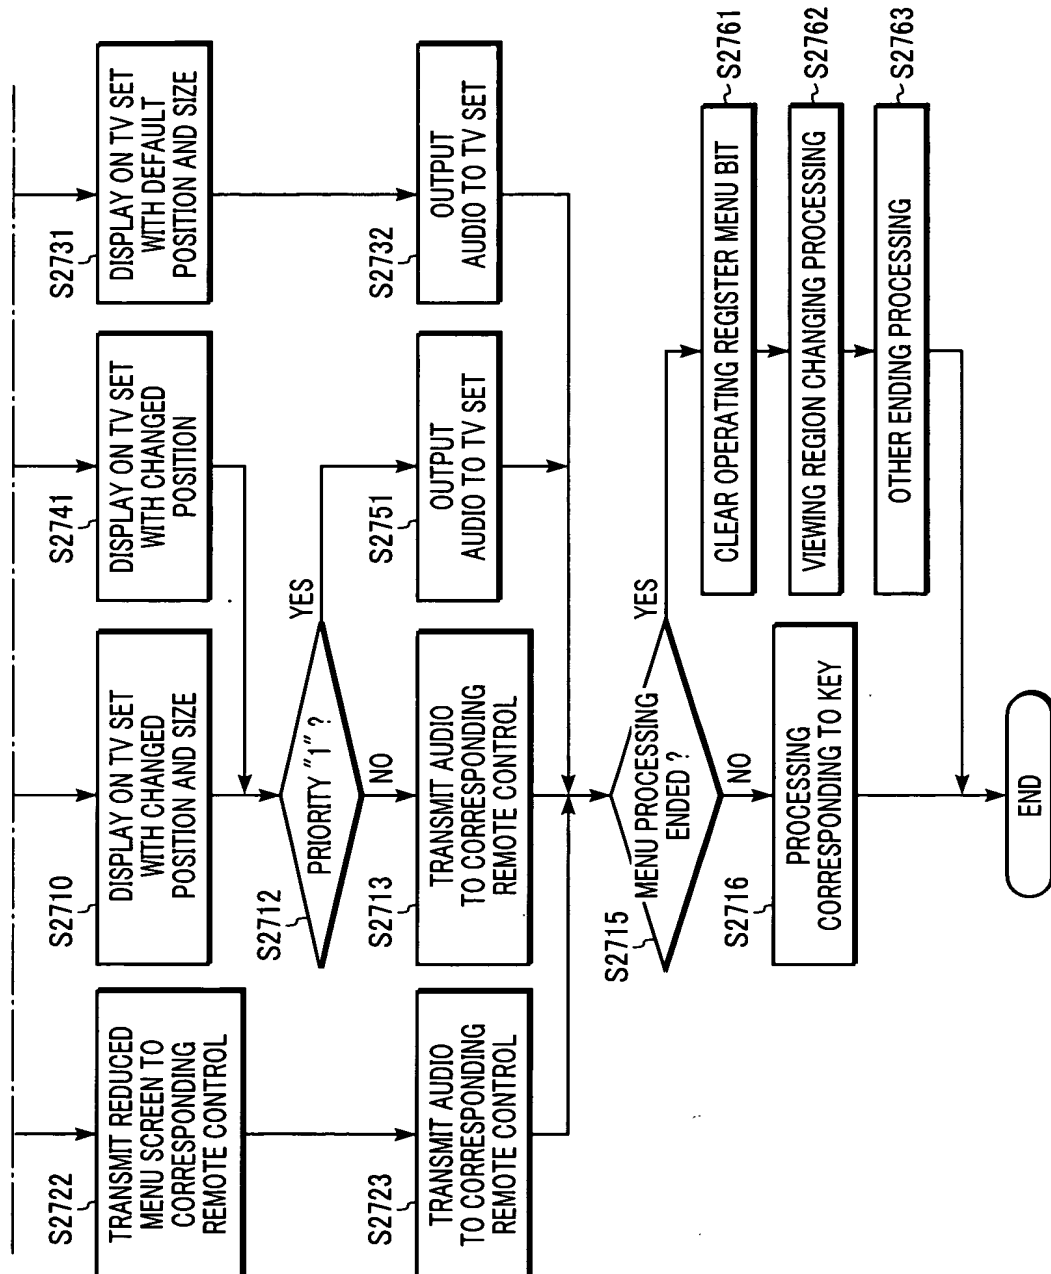 S2722
TRANSMIT REDUCED
MENU SCREEN TO
CORRESPONDING
REMOTE CONTROL
S2710
DISPLAY ON TV SET
WITH CHANGED
POSITION AND SIZE
S2741
DISPLAY ON TV SET
WITH CHANGED
POSITION
S2731
DISPLAY ON TV SET
WITH DEFAULT
POSITION AND SIZE
S2712
PRIORITY "1" ?
YES
NO
S2723
TRANSMIT AUDIO
TO CORRESPONDING
REMOTE CONTROL
S2713
TRANSMIT AUDIO
TO CORRESPONDING
REMOTE CONTROL
S2751
OUTPUT
AUDIO TO TV SET
S2732
OUTPUT
AUDIO TO TV SET
S2715
MENU PROCESSING
ENDED ?
YES
NO
S2716
PROCESSING
CORRESPONDING TO KEY
CLEAR OPERATING REGISTER MENU BIT
S2761
VIEWING REGION CHANGING PROCESSING
S2762
OTHER ENDING PROCESSING
S2763
END